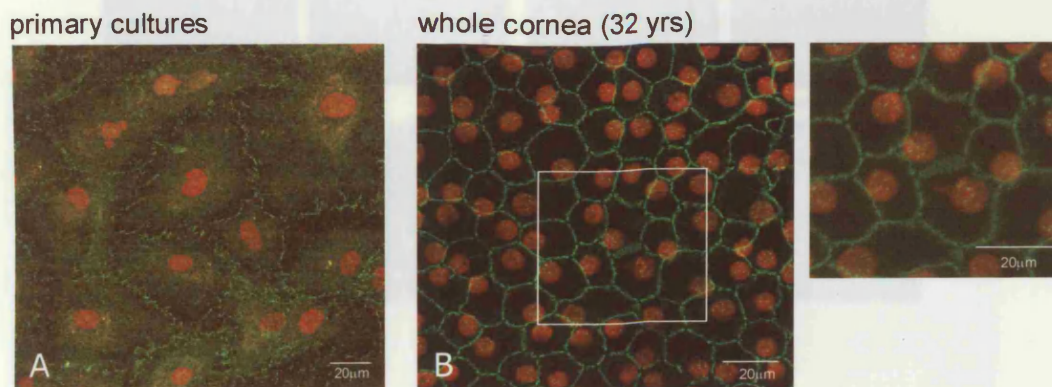 primary cultures
whole cornea (32 yrs)
A
20µm
B
20µm
20µm